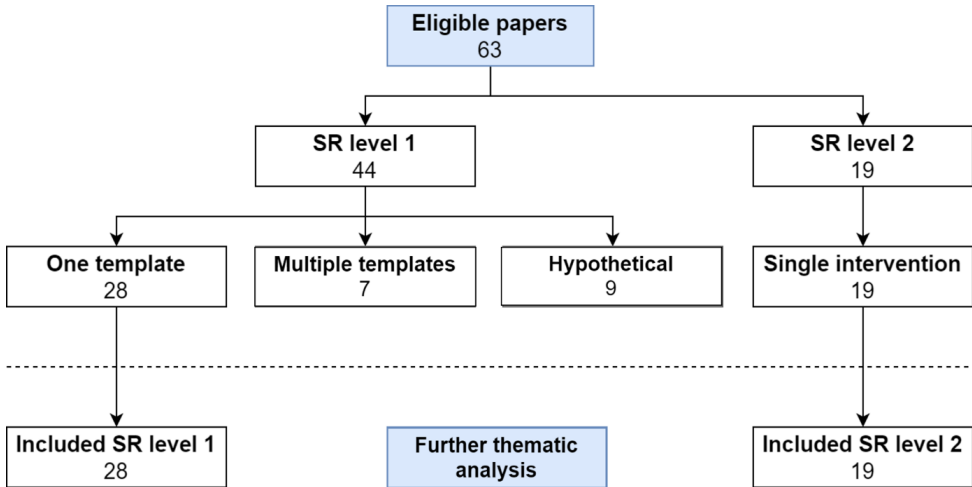 Eligible papers
63
SR level 1
44
SR level 2
19
One template
28
Multiple templates
7
Hypothetical
9
Single intervention
19
Included SR level 1
28
Further thematic
analysis
Included SR level 2
19